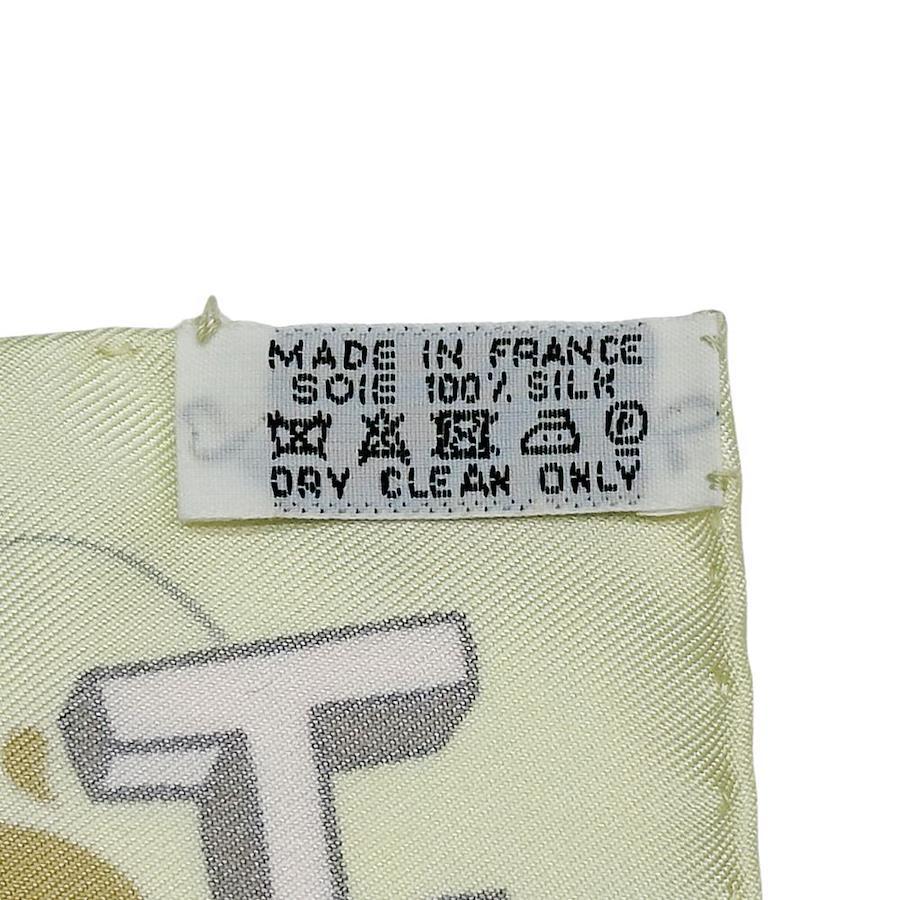 MADE IN FRANCE
SOIE 100% SILK
P
DRY CLEAN ONLY
T